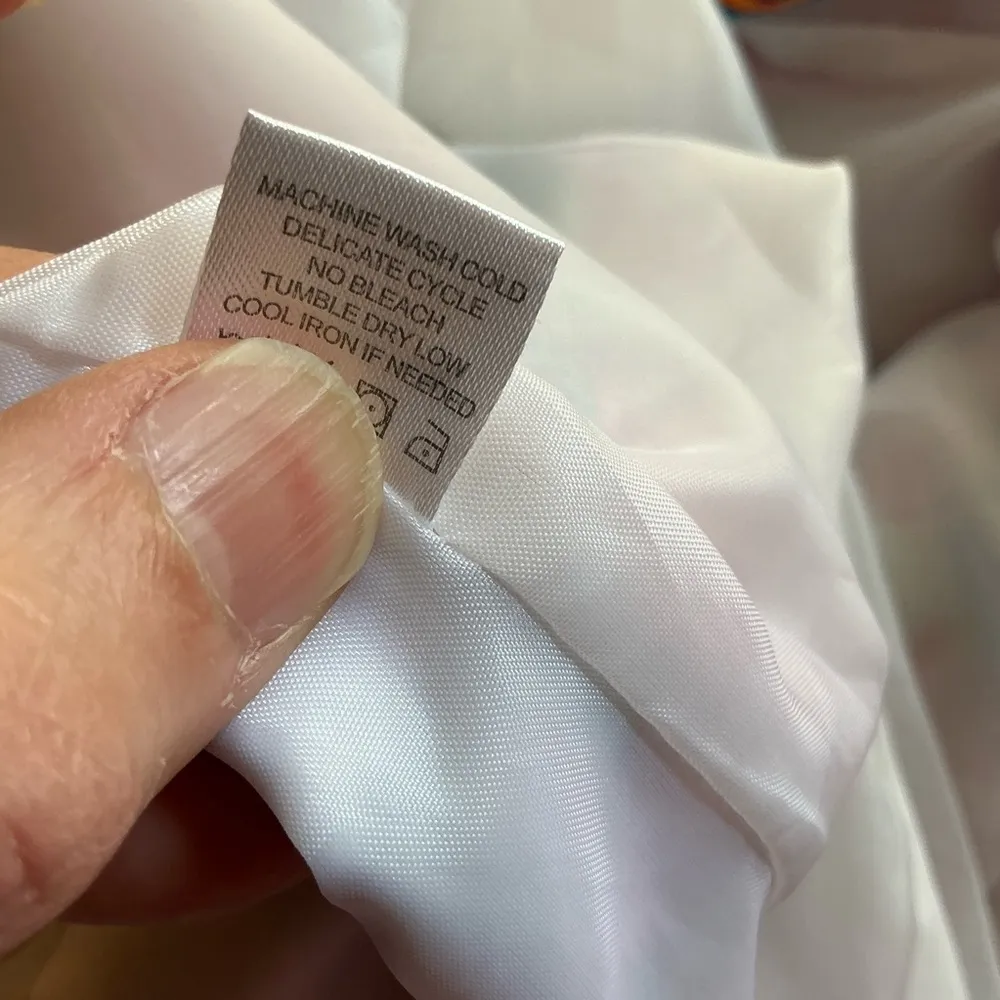 MACHINE WASH COLD
DELICATE CYCLE
NO BLEACH
TUMBLE DRY LOW
COOL IRON IF NEEDED